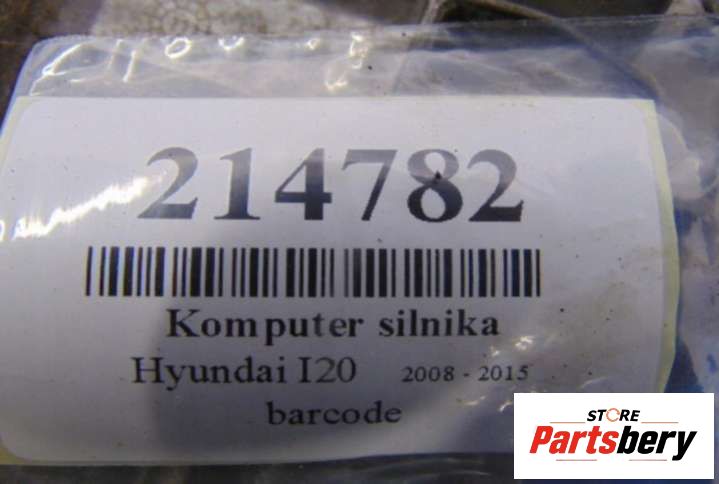 214782
Komputer silnika
Hyundai I20 2008 - 2015
barcode
STORE
Partsbery